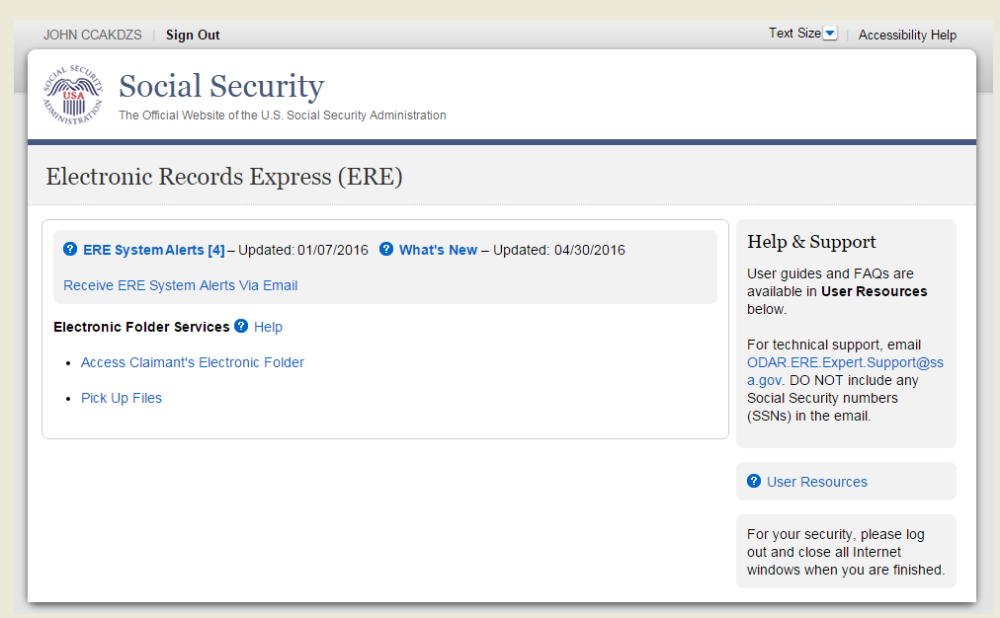 JOHN CCAKDZS | Sign Out Text Size | Accessibility Help
SOCIAL SECURITY ADMINISTRATION
USA
Social Security
The Official Website of the U.S. Social Security Administration
Electronic Records Express (ERE)
ERE System Alerts [4] – Updated: 01/07/2016 What's New – Updated: 04/30/2016
Receive ERE System Alerts Via Email
Electronic Folder Services Help
• Access Claimant's Electronic Folder
• Pick Up Files
Help & Support
User guides and FAQs are
available in User Resources
below.
For technical support, email
ODAR.ERE.Expert.Support@ss
a.gov. DO NOT include any
Social Security numbers
(SSNs) in the email.
User Resources
For your security, please log
out and close all Internet
windows when you are finished.